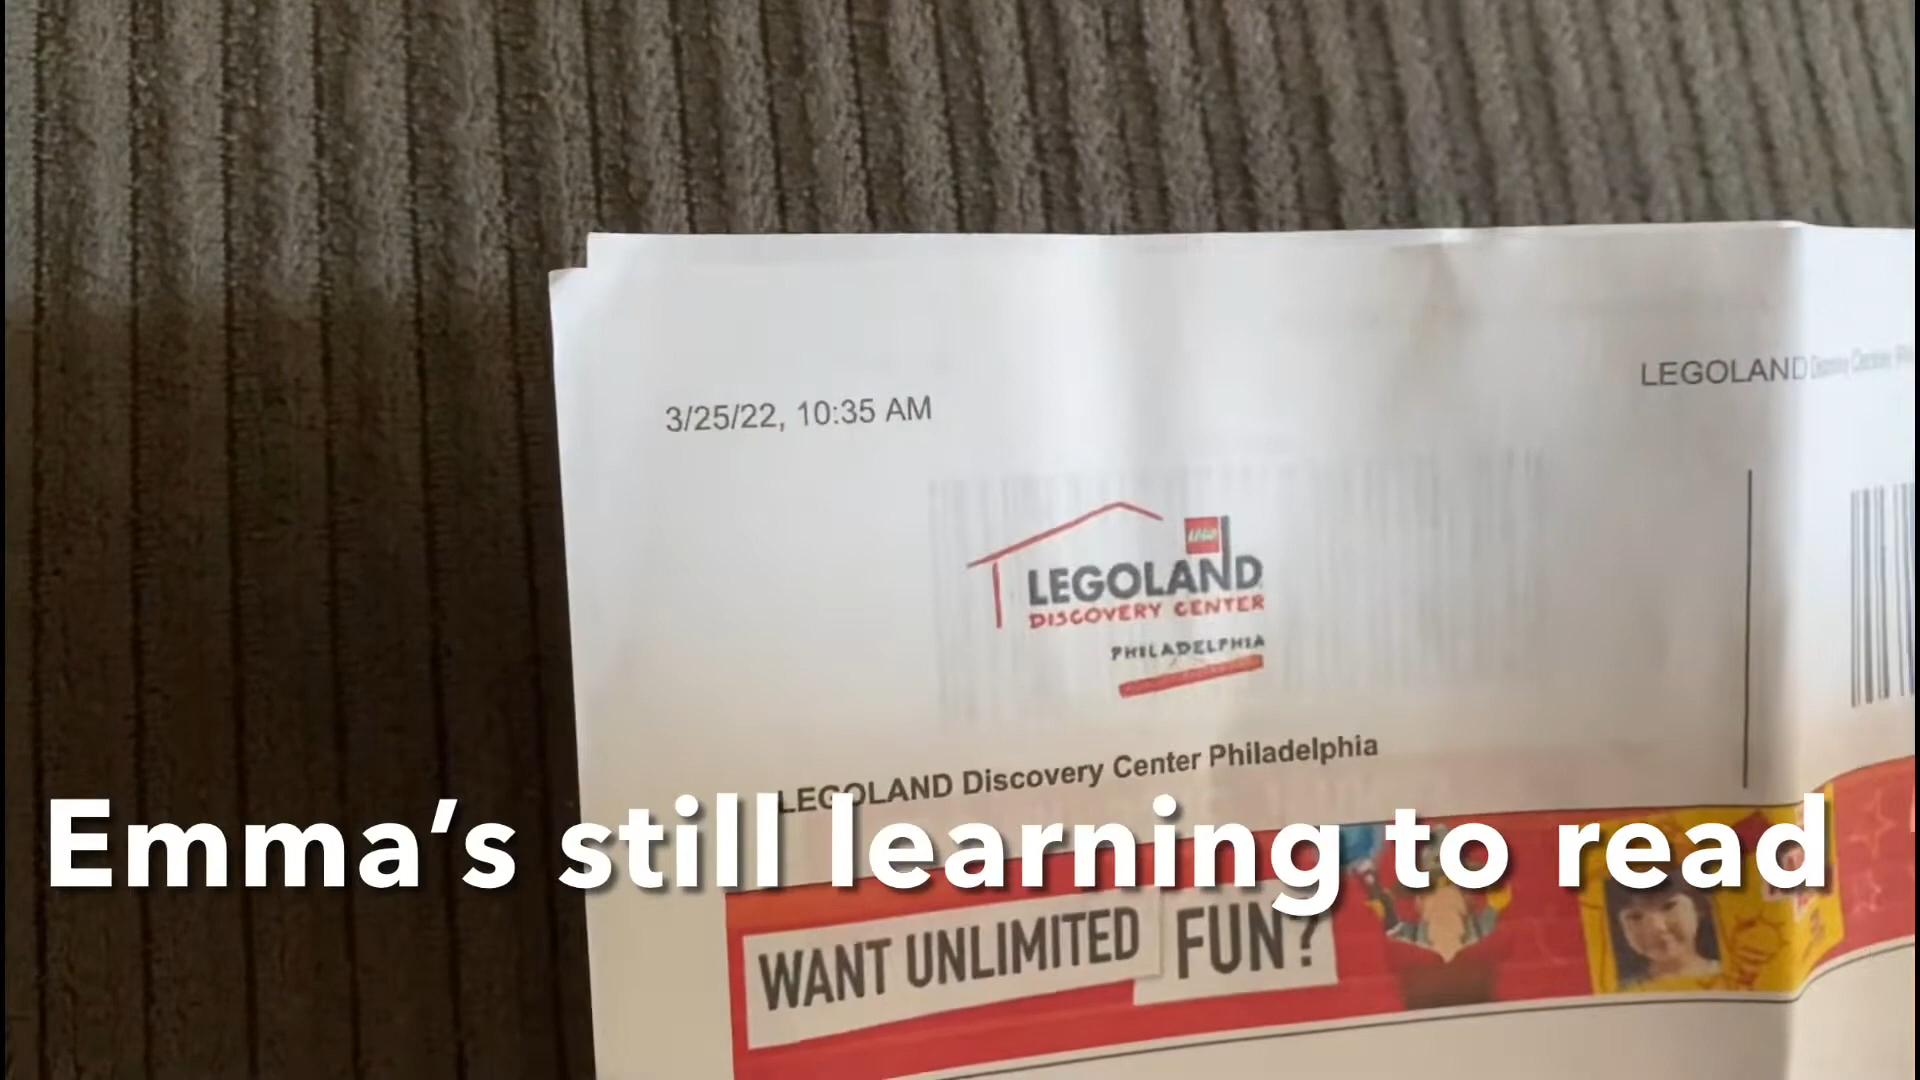 3/25/22, 10:35 AM
LEGOLAND
LEGO
LEGOLAND
DISCOVERY CENTER
PHILADELPHIA
LEGOLAND Discovery Center Philadelphia
Emma's still learning to read
WANT UNLIMITED FUN?